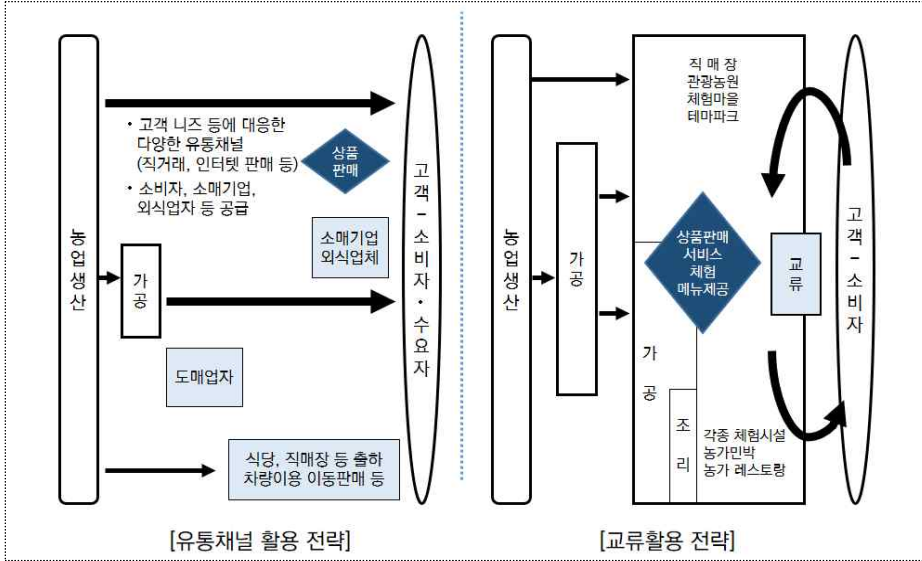 농업생산
• 고객 니즈 등에 대응한
다양한 유통채널
(직거래, 인터텟 판매 등)
• 소비자, 소매기업,
외식업자 등 공급
상품
판매
소매기업
외식업체
가공
도매업자
식당, 직매장 등 출하
차량이용 이동판매 등
고객 - 소비자 · 수요자
[유통채널 활용 전략]
농업생산
가공
직 매 장
관광농원
체험마을
테마파크
상품판매
서비스
체험
메뉴제공
교류
가공
조리
각종 체험시설
농가민박
농가 레스토랑
고객 - 소비자
[교류활용 전략]